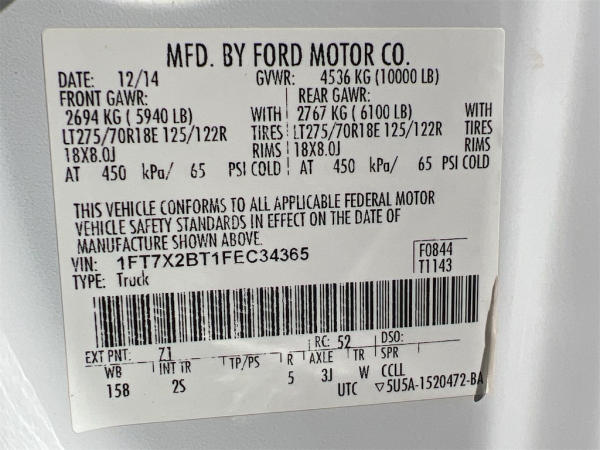 MFD. BY FORD MOTOR CO.
DATE: 12/14 GVWR: 4536 KG (10000 LB)
FRONT GAWR: REAR GAWR:
2694 KG ( 5940 LB) WITH 2767 KG ( 6100 LB) WITH
LT275/70R18E 125/122R TIRES LT275/70R18E 125/122R TIRES
18X8.0J RIMS 18X8.0J RIMS
AT 450 kPa/ 65 PSI COLD AT 450 kPa/ 65 PSI COLD
THIS VEHICLE CONFORMS TO ALL APPLICABLE FEDERAL MOTOR
VEHICLE SAFETY STANDARDS IN EFFECT ON THE DATE OF
MANUFACTURE SHOWN ABOVE.
VIN: 1FT7X2BT1FEC34365 F0844
TYPE: Truck T1143
EXT PNT: Z1 RC: 52 DSO:
WB INT TR TP/PS R AXLE TR SPR
158 2S 5 3J W CCLL
UTC ▽5U5A-1520472-BA